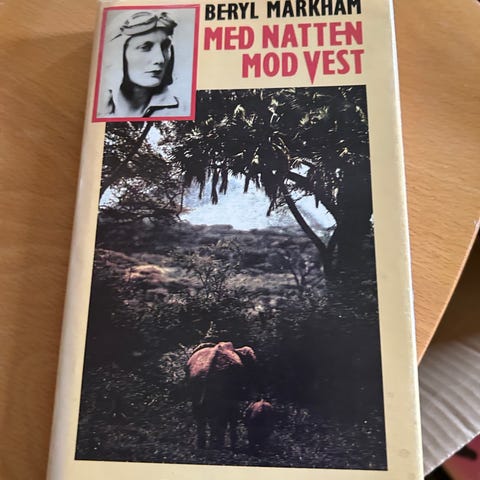 BERYL MARKHAM
MED NATTEN
MOD VEST